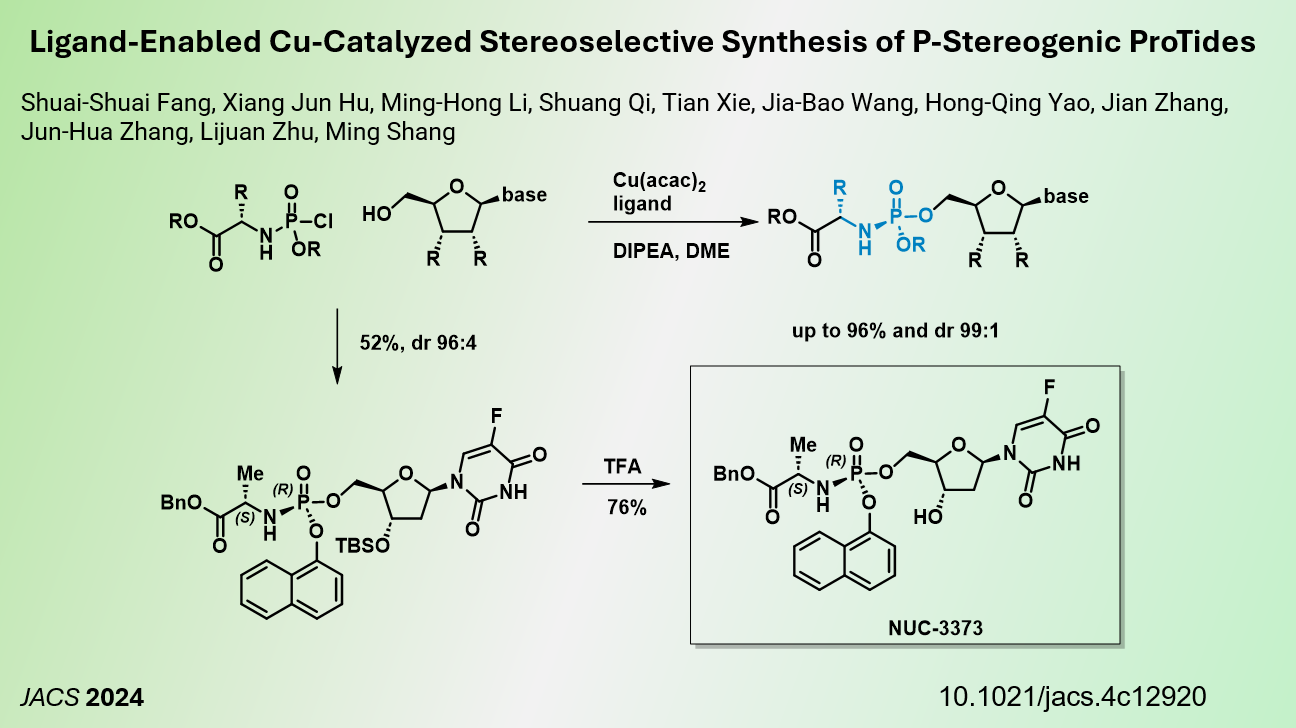 Ligand-Enabled Cu-Catalyzed Stereoselective Synthesis of P-Stereogenic ProTides
Shuai-Shuai Fang, Xiang Jun Hu, Ming-Hong Li, Shuang Qi, Tian Xie, Jia-Bao Wang, Hong-Qing Yao, Jian Zhang,
Jun-Hua Zhang, Lijuan Zhu, Ming Shang
RO O R N H P O OR Cl
HO O base R R
Cu(acac)2
ligand
DIPEA, DME
RO O R N H P O OR O O base R R
52%, dr 96:4
up to 96% and dr 99:1
BnO O Me (S) N H (R) P O O O O TBSO N F O NH O
TFA
76%
BnO O Me (S) N H (R) P O O O O HO N F O NH O
NUC-3373
JACS 2024
10.1021/jacs.4c12920